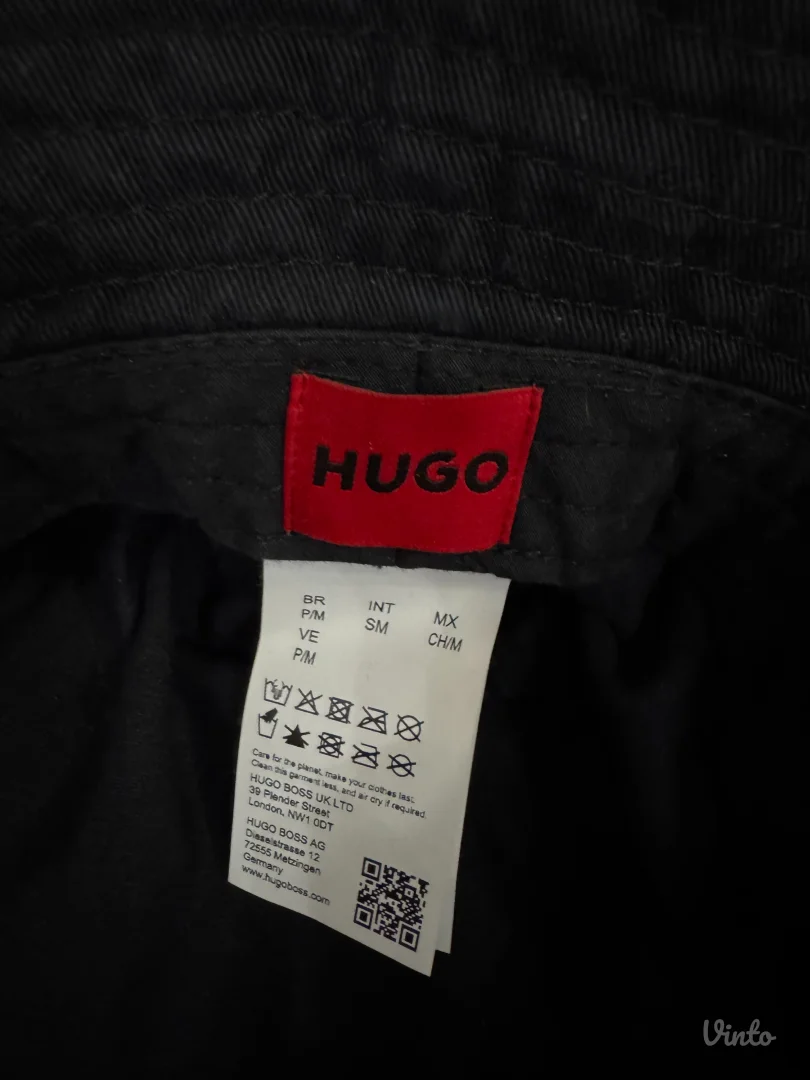 HUGO
BR INT MX
P/M SM CH/M
VE
P/M
Care for the planet, make your clothes last.
Clean this garment less, and air dry if required.
HUGO BOSS UK LTD
39 Plender Street
London, NW1 0DT
HUGO BOSS AG
Dieselstrasse 12
72555 Metzingen
Germany
www.hugoboss.com
Vinto